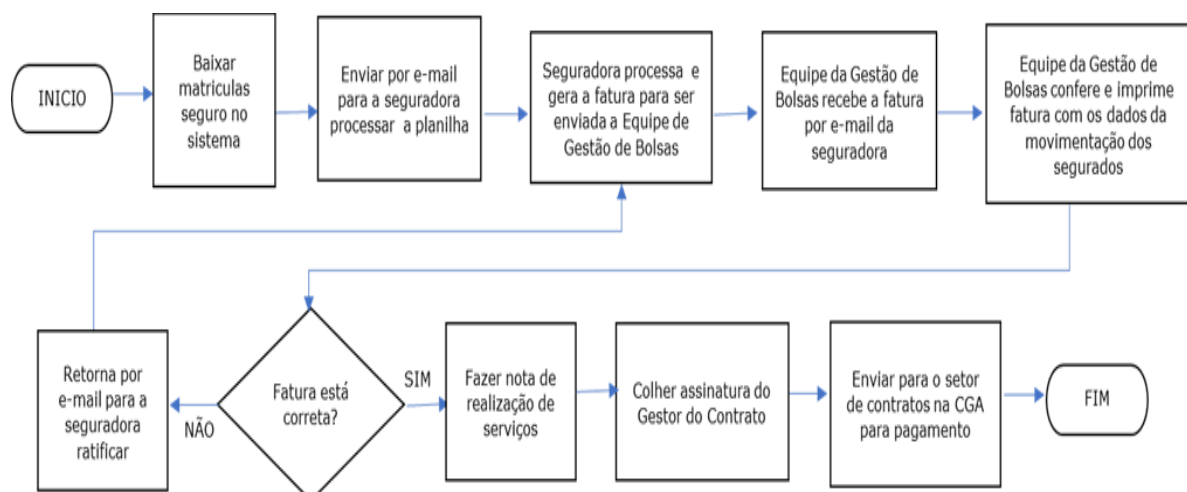 INICIO
Baixar
matriculas
seguro no
sistema
Enviar por e-mail
para a seguradora
processar a planilha
Seguradora processa e
gera a fatura para ser
enviada a Equipe de
Gestão de Bolsas
Equipe da Gestão de
Bolsas recebe a fatura
por e-mail da
seguradora
Equipe da Gestão de
Bolsas confere e imprime
fatura com os dados da
movimentação dos
segurados
Retorna por
e-mail para a
seguradora
ratificar
NÃO
Fatura está
correta?
SIM
Fazer nota de
realização de
serviços
Colher assinatura do
Gestor do Contrato
Enviar para o setor
de contratos na CGA
para pagamento
FIM